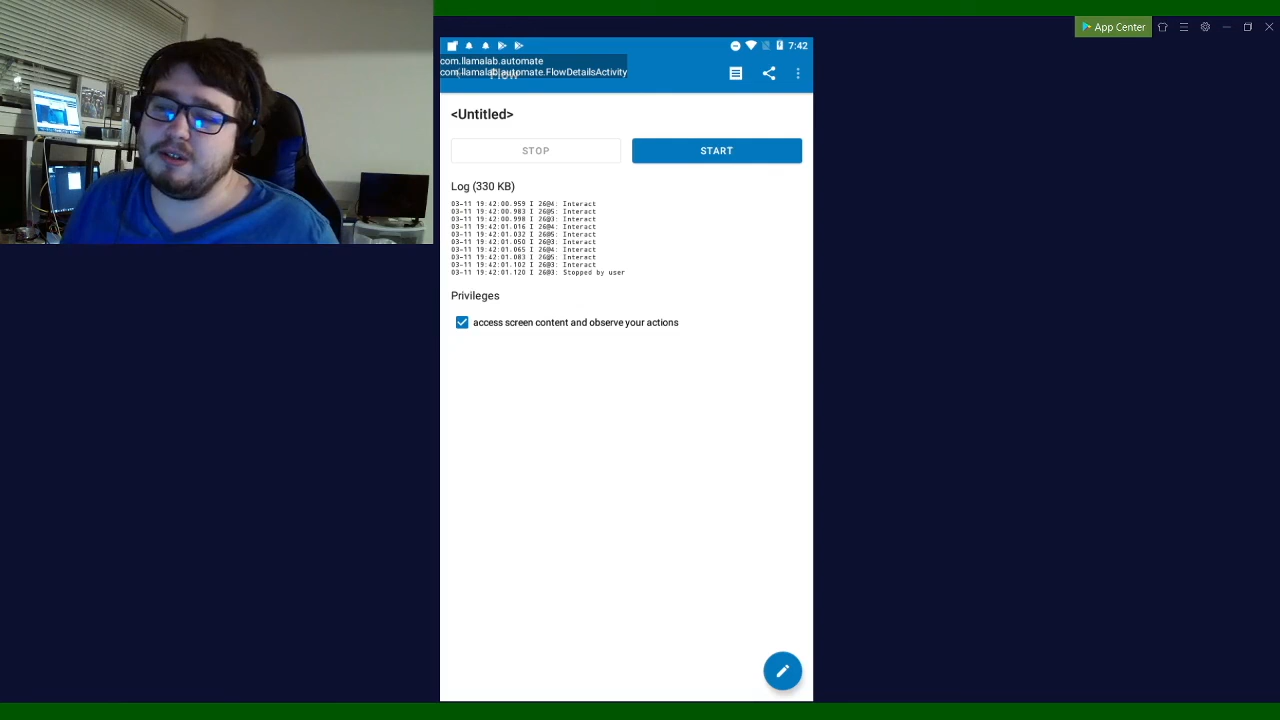 App Center
7:42
com.llamalab.automate
com.llamalab.automate.FlowDetailsActivity
Flow
<Untitled>
STOP
START
Log (330 KB)
03-11 19:42:00.959 I 26@4: Interact
03-11 19:42:00.983 I 26@5: Interact
03-11 19:42:00.998 I 26@3: Interact
03-11 19:42:01.016 I 26@4: Interact
03-11 19:42:01.032 I 26@5: Interact
03-11 19:42:01.050 I 26@3: Interact
03-11 19:42:01.065 I 26@4: Interact
03-11 19:42:01.083 I 26@5: Interact
03-11 19:42:01.102 I 26@3: Interact
03-11 19:42:01.120 I 26@3: Stopped by user
Privileges
access screen content and observe your actions